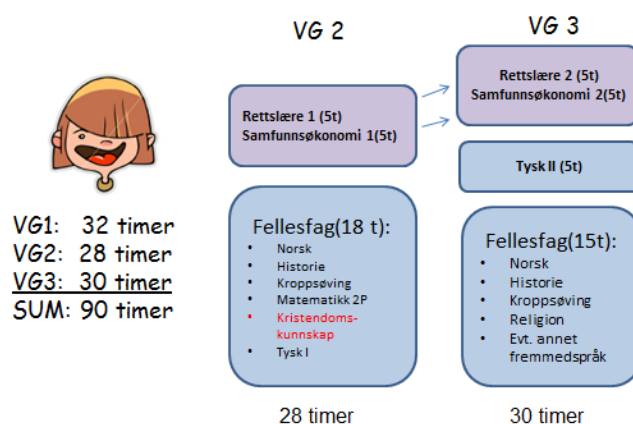 VG 2
VG 3
Rettslære 1 (5t)
Samfunnsøkonomi 1(5t)
Rettslære 2 (5t)
Samfunnsøkonomi 2(5t)
Tysk II (5t)
VG1: 32 timer
VG2: 28 timer
VG3: 30 timer
SUM: 90 timer
Fellesfag(18 t):
• Norsk
• Historie
• Kroppsøving
• Matematikk 2P
• Kristendoms-
kunnskap
• Tysk I
Fellesfag(15t):
• Norsk
• Historie
• Kroppsøving
• Religion
• Evt. annet
fremmedspråk
28 timer
30 timer